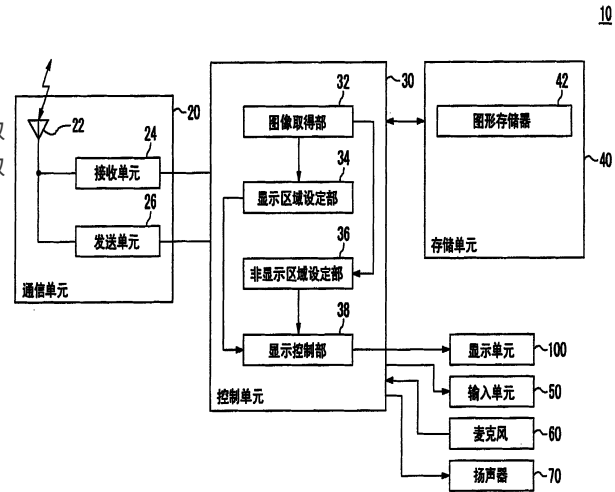 10
20
22
24
接收单元
26
发送单元
通信单元
30
32
图像取得部
34
显示区域设定部
36
非显示区域设定部
38
显示控制部
控制单元
42
图形存储器
40
存储单元
显示单元
100
输入单元
50
麦克风
60
扬声器
70